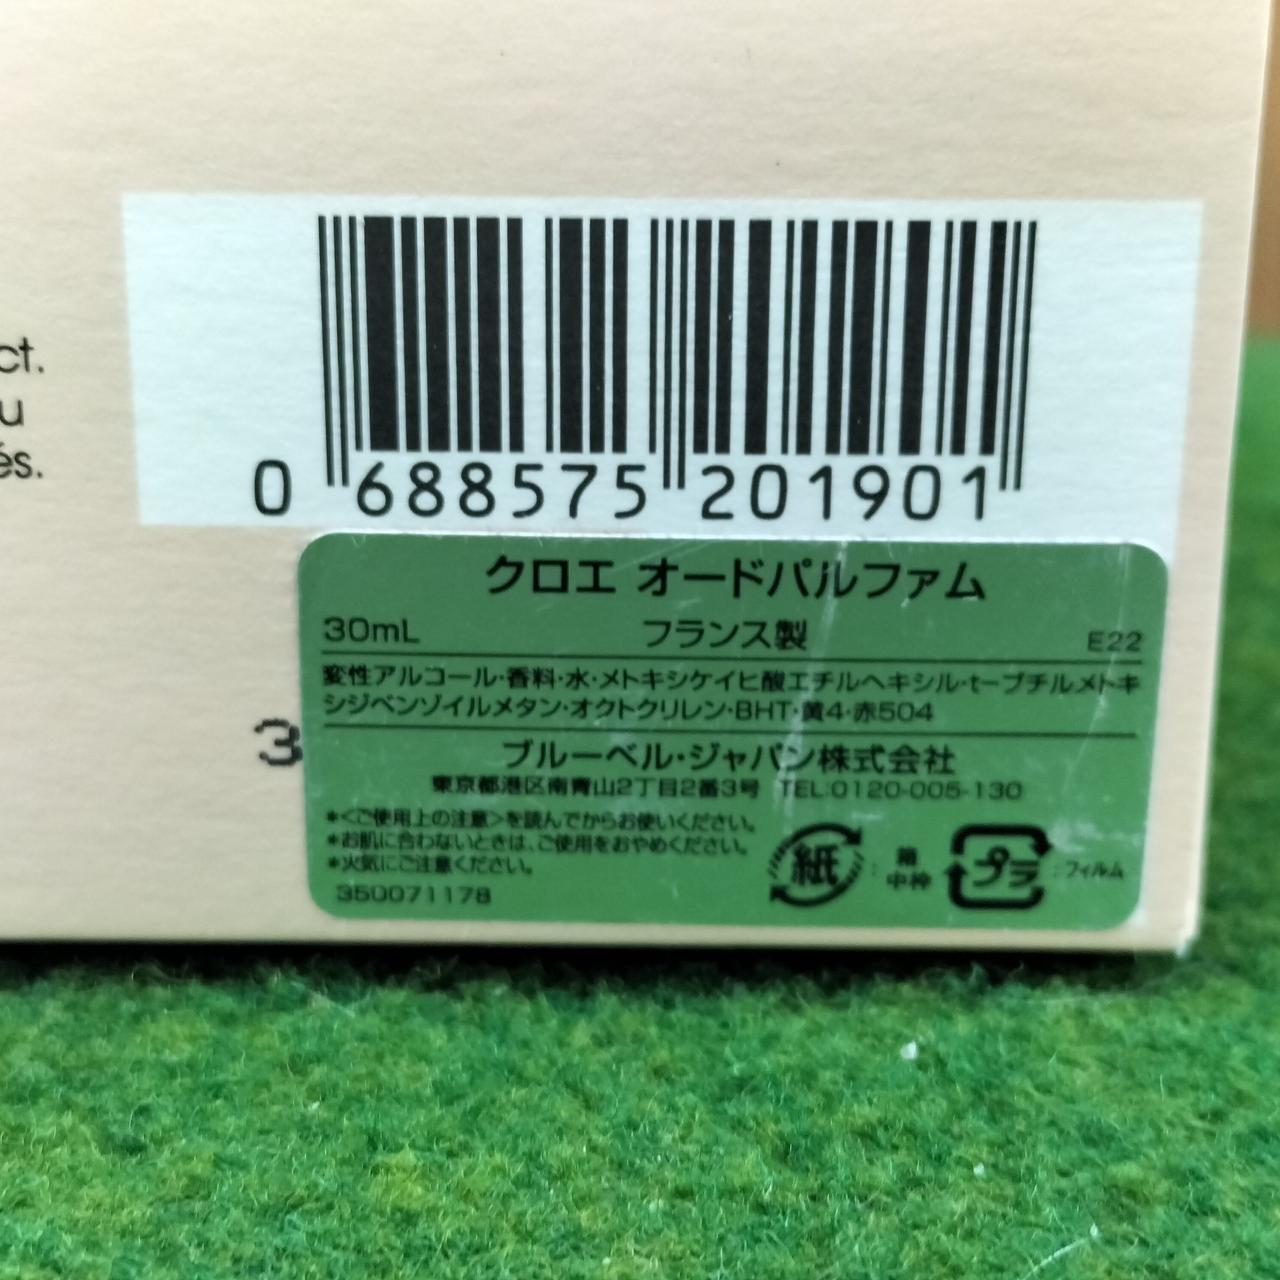 ct.
u
és.
0 688575 201901
3
クロエ オードパルファム
30mL フランス製 E22
変性アルコール・香料・水・メトキシケイヒ酸エチルヘキシル・t-ブチルメトキ
シジベンゾイルメタン・オクトクリレン・BHT・黄4・赤504
ブルーベル・ジャパン株式会社
東京都港区南青山2丁目2番3号 TEL:0120-005-130
*<ご使用上の注意>を読んでからお使いください。
*お肌に合わないときは、ご使用をおやめください。
*火気にご注意ください。
350071178
紙 : 箱
中枠
プラ : フィルム